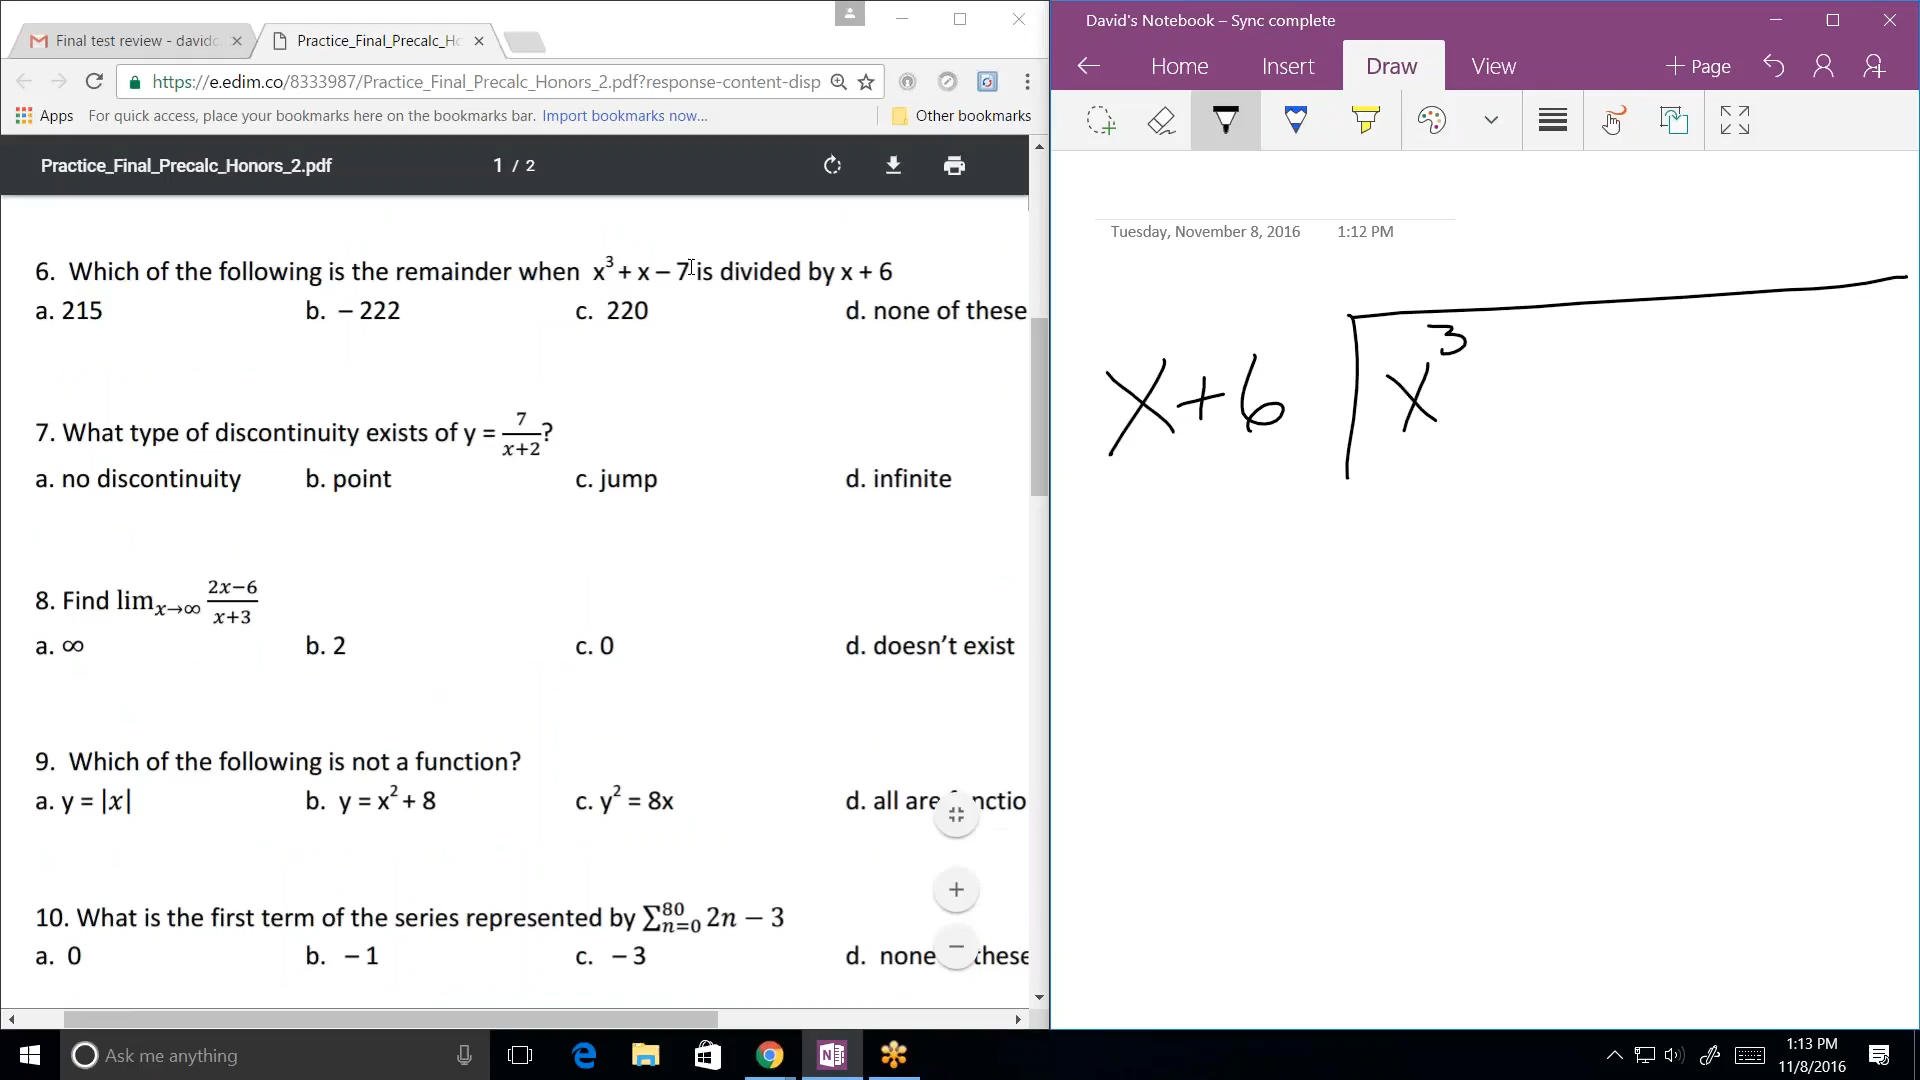 Final test review - davidc
Practice_Final_Precalc_Ho
https://e.edim.co/8333987/Practice_Final_Precalc_Honors_2.pdf?response-content-disp
Apps For quick access, place your bookmarks here on the bookmarks bar. Import bookmarks now... Other bookmarks
Practice_Final_Precalc_Honors_2.pdf 1 / 2
6. Which of the following is the remainder when x³ + x – 7 is divided by x + 6
a. 215 b. – 222 c. 220 d. none of these
7. What type of discontinuity exists of y = 7/(x+2)?
a. no discontinuity b. point c. jump d. infinite
8. Find lim x→∞ (2x−6)/(x+3)
a. ∞ b. 2 c. 0 d. doesn’t exist
9. Which of the following is not a function?
a. y = |x| b. y = x² + 8 c. y² = 8x d. all are
10. What is the first term of the series represented by ∑_{n=0}^{80} 2n − 3
a. 0 b. – 1 c. – 3 d. none these
David's Notebook – Sync complete
Home Insert Draw View + Page
Tuesday, November 8, 2016 1:12 PM
x+6 x³
Ask me anything
1:13 PM
11/8/2016